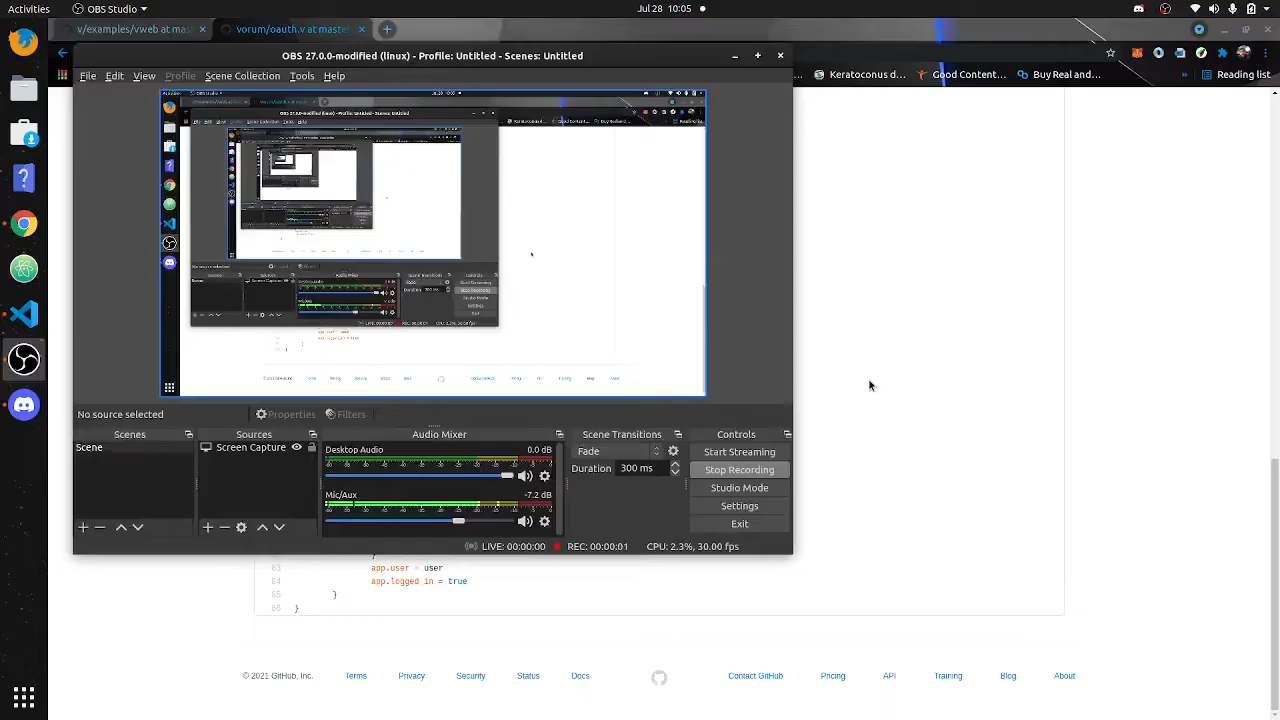 Activities OBS Studio Jul 28 10:05
v/examples/vweb at mast vorum/oauth.v at maste
Keratoconus d... Good Content... Buy Real and... Reading list
OBS 27.0.0-modified (linux) - Profile: Untitled - Scenes: Untitled
File Edit View Profile Scene Collection Tools Help
No source selected Properties Filters
Scenes Sources Audio Mixer Scene Transitions Controls
Scene Screen Capture Desktop Audio 0.0 dB Fade Start Streaming
Duration 300 ms Stop Recording
Mic/Aux -7.2 dB Studio Mode
Settings
Exit
LIVE: 00:00:00 REC: 00:00:01 CPU: 2.3%, 30.00 fps
}
83 app.user = user
84 app.logged_in = true
85 }
86 }
© 2021 GitHub, Inc. Terms Privacy Security Status Docs Contact GitHub Pricing API Training Blog About